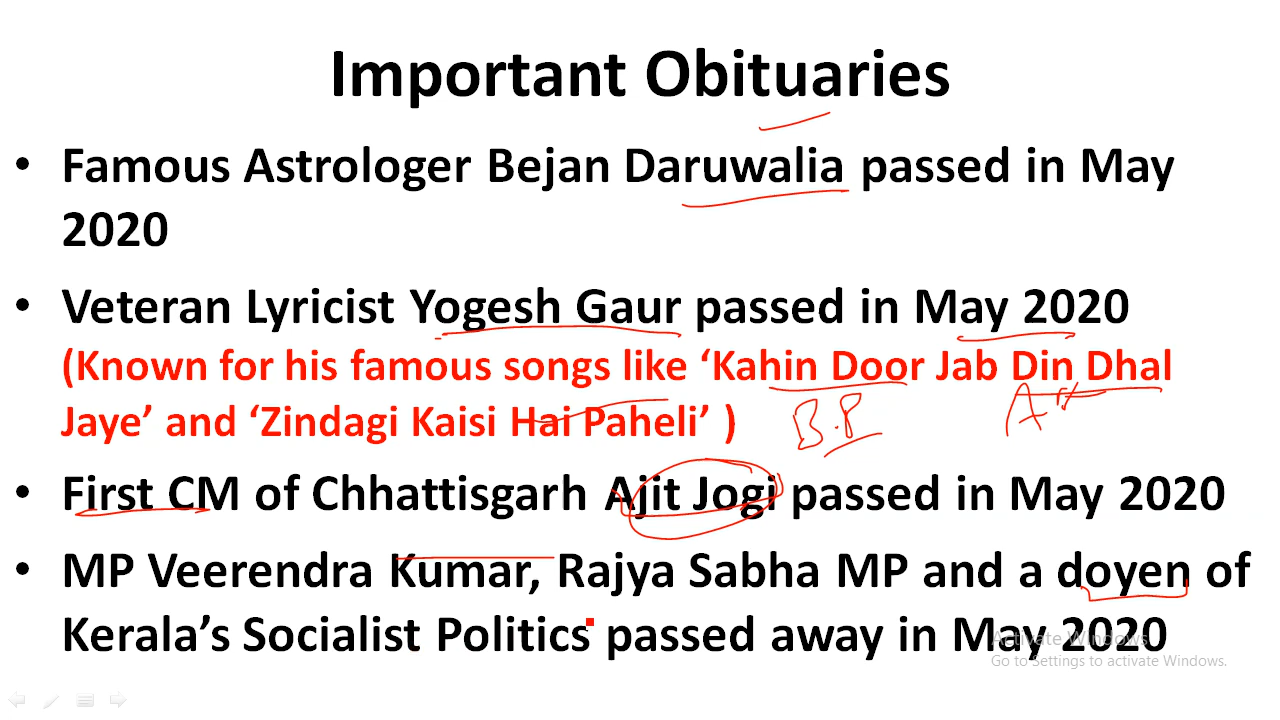 Important Obituaries
• Famous Astrologer Bejan Daruwalia passed in May
2020
• Veteran Lyricist Yogesh Gaur passed in May 2020
(Known for his famous songs like ‘Kahin Door Jab Din Dhal
Jaye’ and ‘Zindagi Kaisi Hai Paheli’ )
B.P
• First CM of Chhattisgarh Ajit Jogi passed in May 2020
• MP Veerendra Kumar, Rajya Sabha MP and a doyen of
Kerala’s Socialist Politics passed away in May 2020
Activate Windows
Go to Settings to activate Windows.